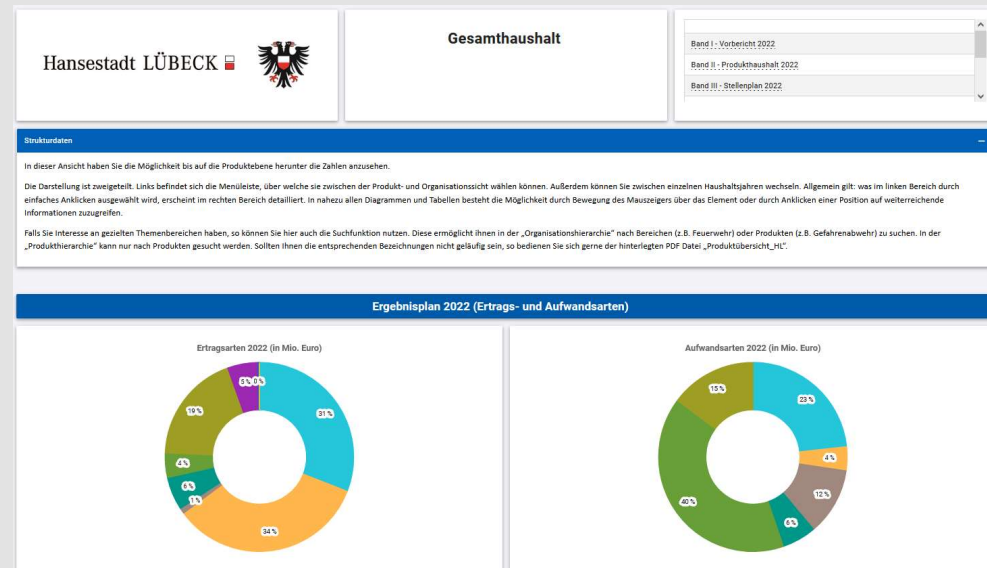 Hansestadt LÜBECK
Gesamthaushalt
Band I - Vorbericht 2022
Band II - Produkthaushalt 2022
Band III - Stellenplan 2022
Strukturdaten
In dieser Ansicht haben Sie die Möglichkeit bis auf die Produktebene herunter die Zahlen anzusehen.
Die Darstellung ist zweigeteilt. Links befindet sich die Menüleiste, über welche sie zwischen der Produkt- und Organisationssicht wählen können. Außerdem können Sie zwischen einzelnen Haushaltsjahren wechseln. Allgemein gilt: was im linken Bereich durch
einfaches Anklicken ausgewählt wird, erscheint im rechten Bereich detailliert. In nahezu allen Diagrammen und Tabellen besteht die Möglichkeit durch Bewegung des Mauszeigers über das Element oder durch Anklicken einer Position auf weiterreichende
Informationen zuzugreifen.
Falls Sie Interesse an gezielten Themenbereichen haben, so können Sie hier auch die Suchfunktion nutzen. Diese ermöglicht ihnen in der „Organisationshierarchie“ nach Bereichen (z.B. Feuerwehr) oder Produkten (z.B. Gefahrenabwehr) zu suchen. In der
„Produkthierarchie“ kann nur nach Produkten gesucht werden. Sollten Ihnen die entsprechenden Bezeichnungen nicht geläufig sein, so bedienen Sie sich gerne der hinterlegten PDF Datei „Produktübersicht_HL“.
Ergebnisplan 2022 (Ertrags- und Aufwandsarten)
Ertragsarten 2022 (in Mio. Euro)
5 % 0 %
31 %
19 %
4 %
6 %
1 %
34 %
Aufwandsarten 2022 (in Mio. Euro)
15 %
23 %
4 %
12 %
40 %
6 %